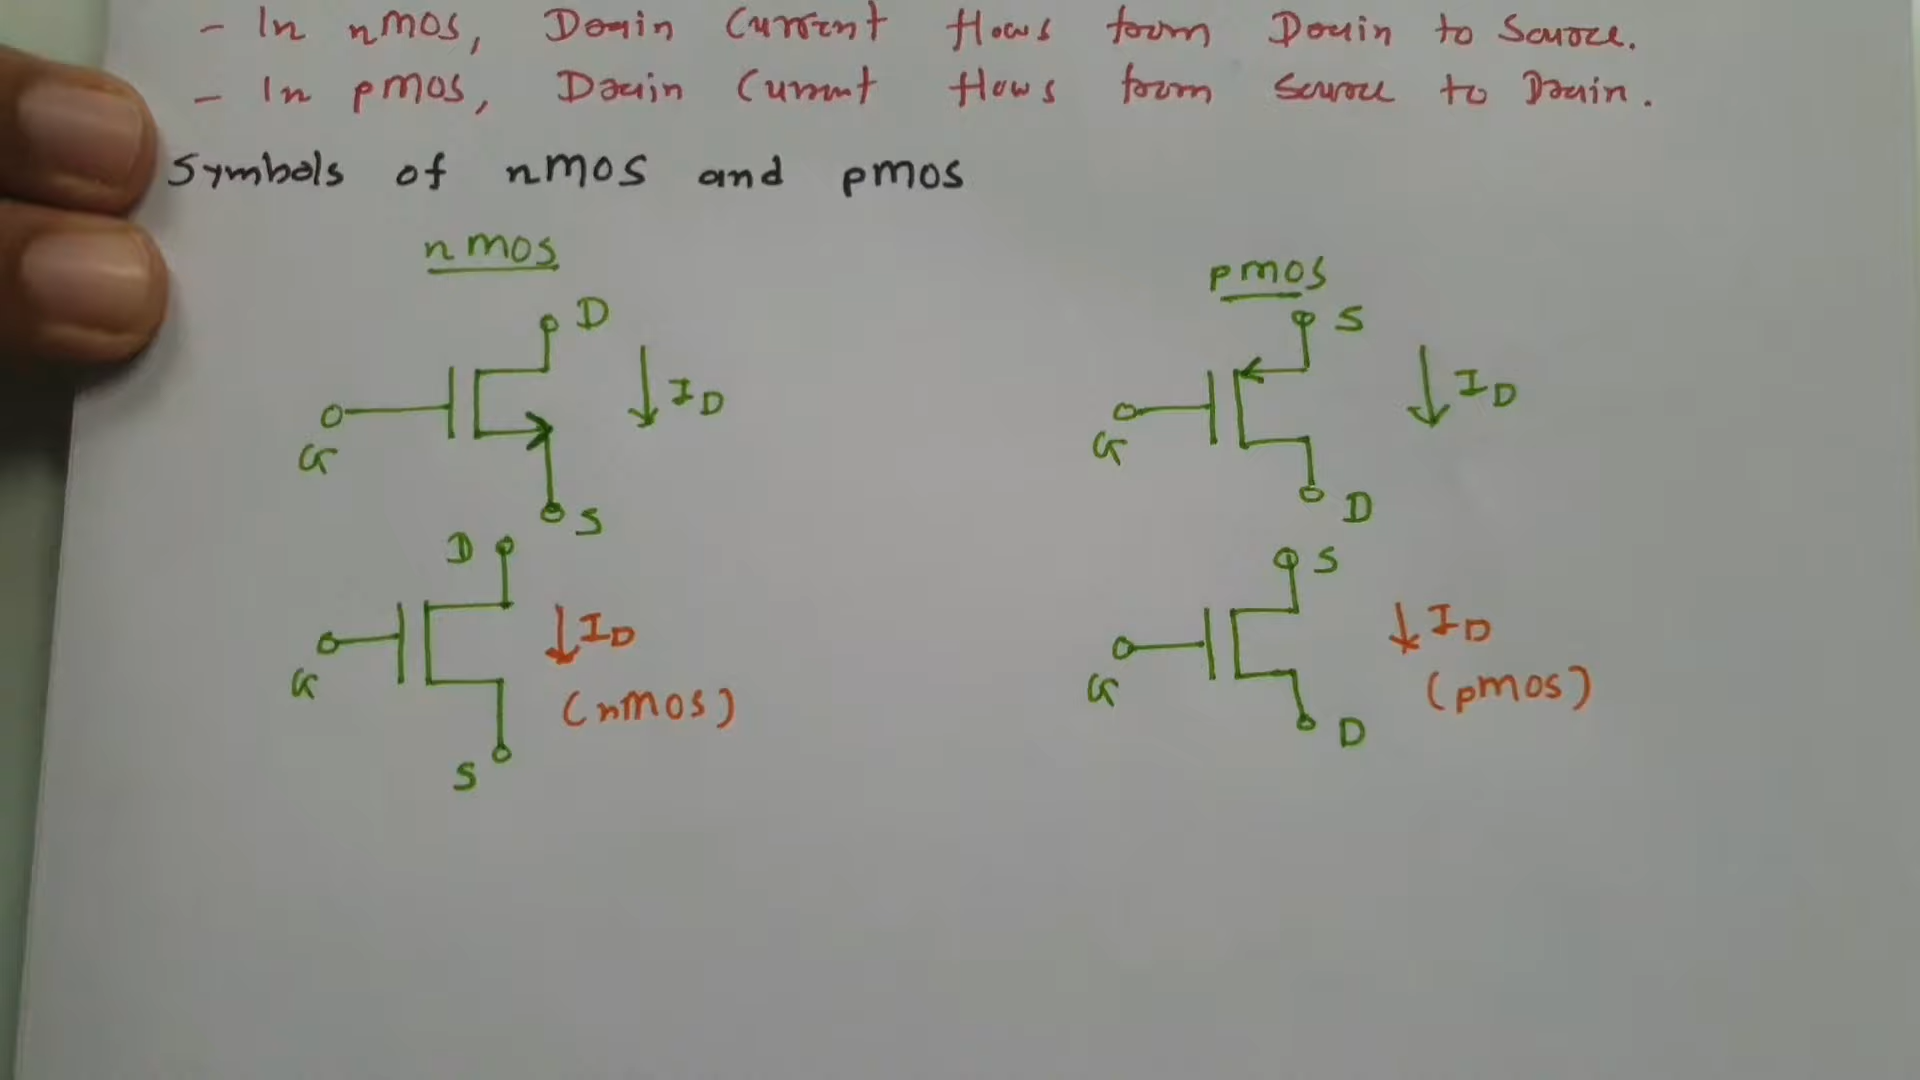 - In nmos, Drain Current flows from Drain to Source.
- In pmos, Drain Current flows from Source to Drain.
Symbols of nmos and pmos
nmos
pmos
D
S
ID
ID
G
G
S
D
D
S
ID
ID
(nmos)
(pmos)
G
G
S
D